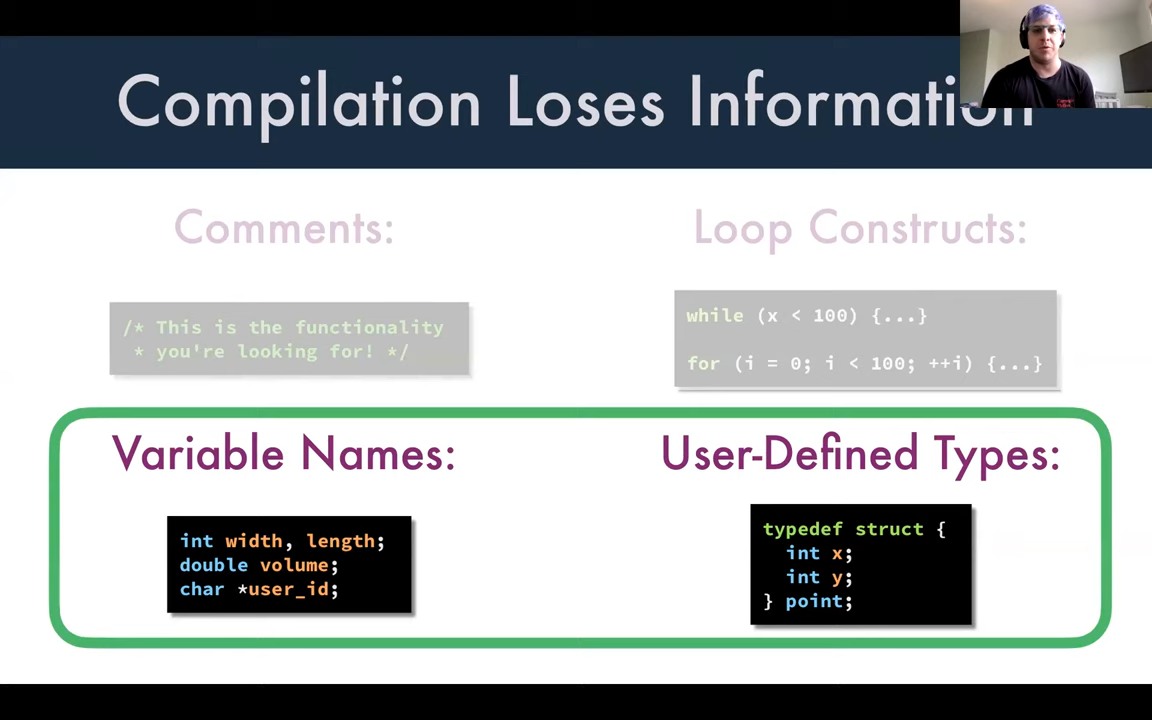 Compilation Loses Information
Comments:
Loop Constructs:
/* This is the functionality
* you're looking for! */
while (x < 100) {...}
for (i = 0; i < 100; ++i) {...}
Variable Names:
User-Defined Types:
int width, length;
double volume;
char *user_id;
typedef struct {
int x;
int y;
} point;